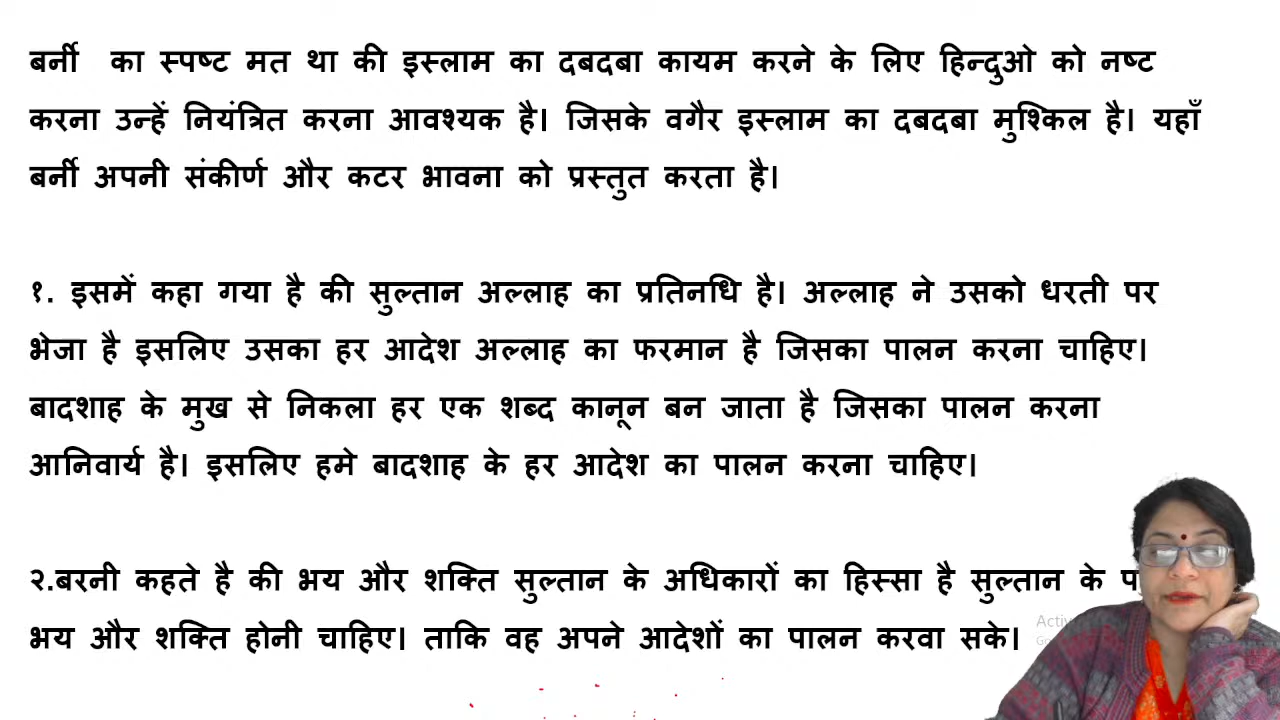 बर्नी का स्पष्ट मत था की इस्लाम का दबदबा कायम करने के लिए हिन्दुओ को नष्ट
करना उन्हें नियंत्रित करना आवश्यक है। जिसके वगैर इस्लाम का दबदबा मुश्किल है। यहाँ
बर्नी अपनी संकीर्ण और कटर भावना को प्रस्तुत करता है।
१. इसमें कहा गया है की सुल्तान अल्लाह का प्रतिनधि है। अल्लाह ने उसको धरती पर
भेजा है इसलिए उसका हर आदेश अल्लाह का फरमान है जिसका पालन करना चाहिए।
बादशाह के मुख से निकला हर एक शब्द कानून बन जाता है जिसका पालन करना
आनिवार्य है। इसलिए हमे बादशाह के हर आदेश का पालन करना चाहिए।
२.बरनी कहते है की भय और शक्ति सुल्तान के अधिकारों का हिस्सा है सुल्तान के
भय और शक्ति होनी चाहिए। ताकि वह अपने आदेशों का पालन करवा सके।